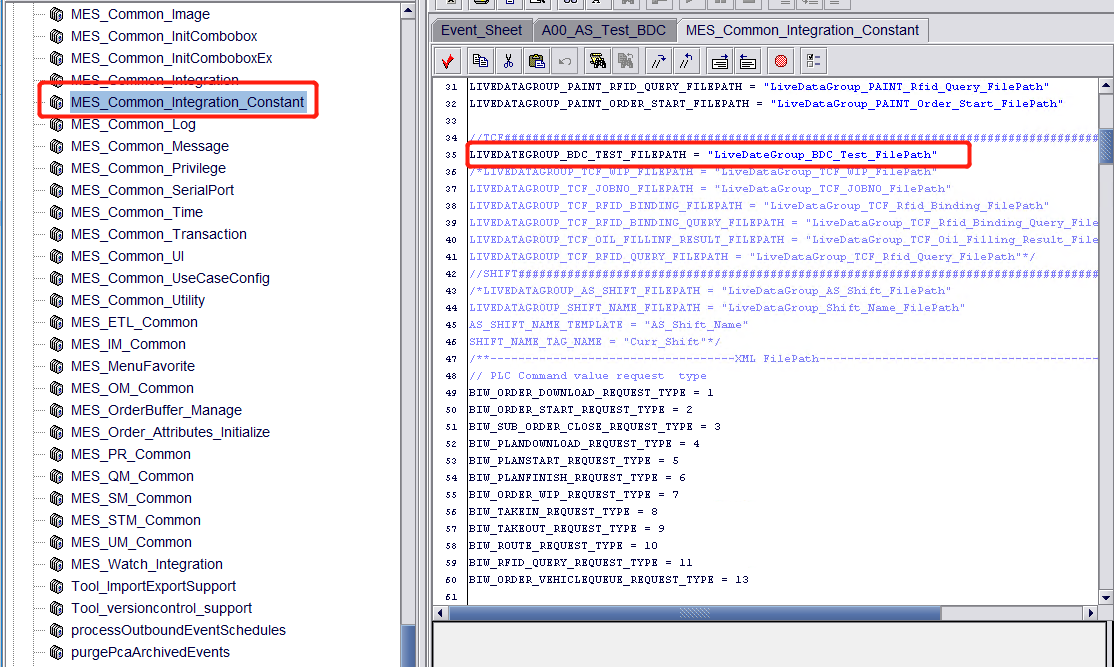 MES_Common_Image
MES_Common_InitCombobox
MES_Common_InitComboboxEx
MES_Common_Integration
MES_Common_Integration_Constant
MES_Common_Log
MES_Common_Message
MES_Common_Privilege
MES_Common_SerialPort
MES_Common_Time
MES_Common_Transaction
MES_Common_UI
MES_Common_UseCaseConfig
MES_Common_Utility
MES_ETL_Common
MES_IM_Common
MES_MenuFavorite
MES_OM_Common
MES_OrderBuffer_Manage
MES_Order_Attributes_Initialize
MES_PR_Common
MES_QM_Common
MES_SM_Common
MES_STM_Common
MES_UM_Common
MES_Watch_Integration
Tool_ImportExportSupport
Tool_versioncontrol_support
processOutboundEventSchedules
purgePcaArchivedEvents
Event_Sheet A00_AS_Test_BDC MES_Common_Integration_Constant
31 LIVEDATAGROUP_PAINT_RFID_QUERY_FILEPATH = "LiveDataGroup_PAINT_Rfid_Query_FilePath"
32 LIVEDATAGROUP_PAINT_ORDER_START_FILEPATH = "LiveDataGroup_PAINT_Order_Start_FilePath"
33
34 //TCF##########################################################################################
35 LIVEDATEGROUP_BDC_TEST_FILEPATH = "LiveDateGroup_BDC_Test_FilePath"
36 /*LIVEDATAGROUP_TCF_WIP_FILEPATH = "LiveDataGroup_TCF_WIP_FilePath"
37 LIVEDATAGROUP_TCF_JOBNO_FILEPATH = "LiveDataGroup_TCF_JOBNO_FilePath"
38 LIVEDATAGROUP_TCF_RFID_BINDING_FILEPATH = "LiveDataGroup_TCF_Rfid_Binding_FilePath"
39 LIVEDATAGROUP_TCF_RFID_BINDING_QUERY_FILEPATH = "LiveDataGroup_TCF_Rfid_Binding_Query_File
40 LIVEDATAGROUP_TCF_OIL_FILLINF_RESULT_FILEPATH = "LiveDataGroup_TCF_Oil_Filling_Result_File
41 LIVEDATAGROUP_TCF_RFID_QUERY_FILEPATH = "LiveDataGroup_TCF_Rfid_Query_FilePath"*/
42 //SHIFT########################################################################################
43 /*LIVEDATAGROUP_AS_SHIFT_FILEPATH = "LiveDataGroup_AS_Shift_FilePath"
44 LIVEDATAGROUP_SHIFT_NAME_FILEPATH = "LiveDataGroup_Shift_Name_FilePath"
45 AS_SHIFT_NAME_TEMPLATE = "AS_Shift_Name"
46 SHIFT_NAME_TAG_NAME = "Curr_Shift"*/
47 /**-----------------------------------XML FilePath----------------------------------------
48 // PLC Command value request type
49 BIW_ORDER_DOWNLOAD_REQUEST_TYPE = 1
50 BIW_ORDER_START_REQUEST_TYPE = 2
51 BIW_SUB_ORDER_CLOSE_REQUEST_TYPE = 3
52 BIW_PLANDOWNLOAD_REQUEST_TYPE = 4
53 BIW_PLANSTART_REQUEST_TYPE = 5
54 BIW_PLANFINISH_REQUEST_TYPE = 6
55 BIW_ORDER_WIP_REQUEST_TYPE = 7
56 BIW_TAKEIN_REQUEST_TYPE = 8
57 BIW_TAKEOUT_REQUEST_TYPE = 9
58 BIW_ROUTE_REQUEST_TYPE = 10
59 BIW_RFID_QUERY_REQUEST_TYPE = 11
60 BIW_ORDER_VEHICLEQUEUE_REQUEST_TYPE = 13
61